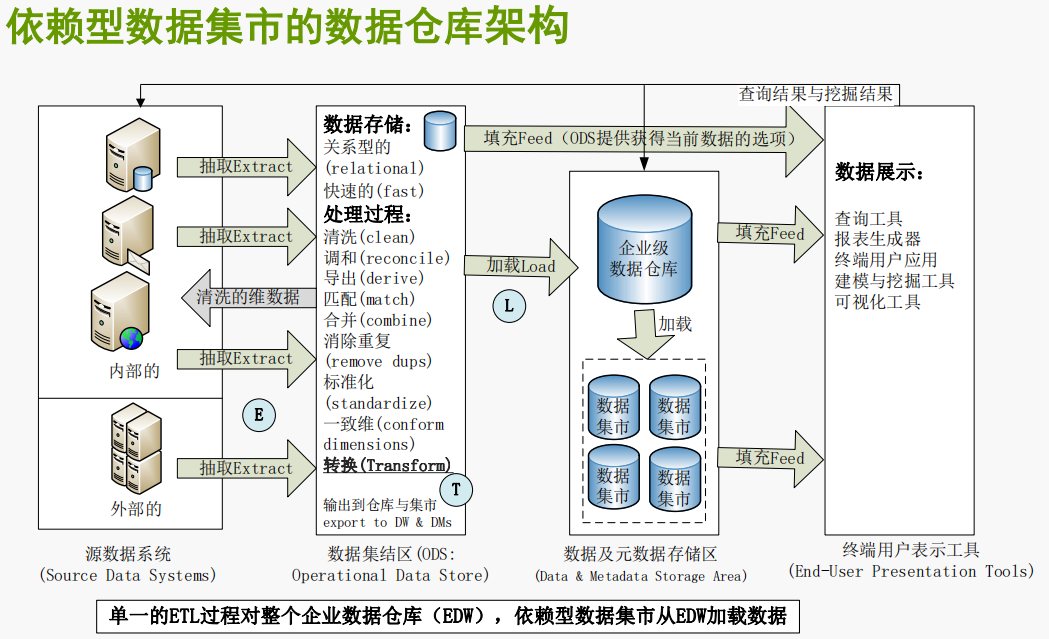 依赖型数据集市的数据仓库架构
查询结果与挖掘结果
抽取Extract
抽取Extract
清洗的维数据
抽取Extract
内部的
E
抽取Extract
外部的
源数据系统
(Source Data Systems)
数据存储：
关系型的
(relational)
快速的(fast)
处理过程：
清洗(clean)
调和(reconcile)
导出(derive)
匹配(match)
合并(combine)
消除重复
(remove dups)
标准化
(standardize)
一致维(conform
dimensions)
转换(Transform)
T
输出到仓库与集市
export to DW & DMs
数据集结区(ODS:
Operational Data Store)
填充Feed（ODS提供获得当前数据的选项）
加载Load
L
企业级
数据仓库
加载
数据
集市
数据
集市
数据
集市
数据
集市
数据及元数据存储区
(Data & Metadata Storage Area)
填充Feed
填充Feed
数据展示：
查询工具
报表生成器
终端用户应用
建模与挖掘工具
可视化工具
终端用户表示工具
(End-User Presentation Tools)
单一的ETL过程对整个企业数据仓库（EDW），依赖型数据集市从EDW加载数据